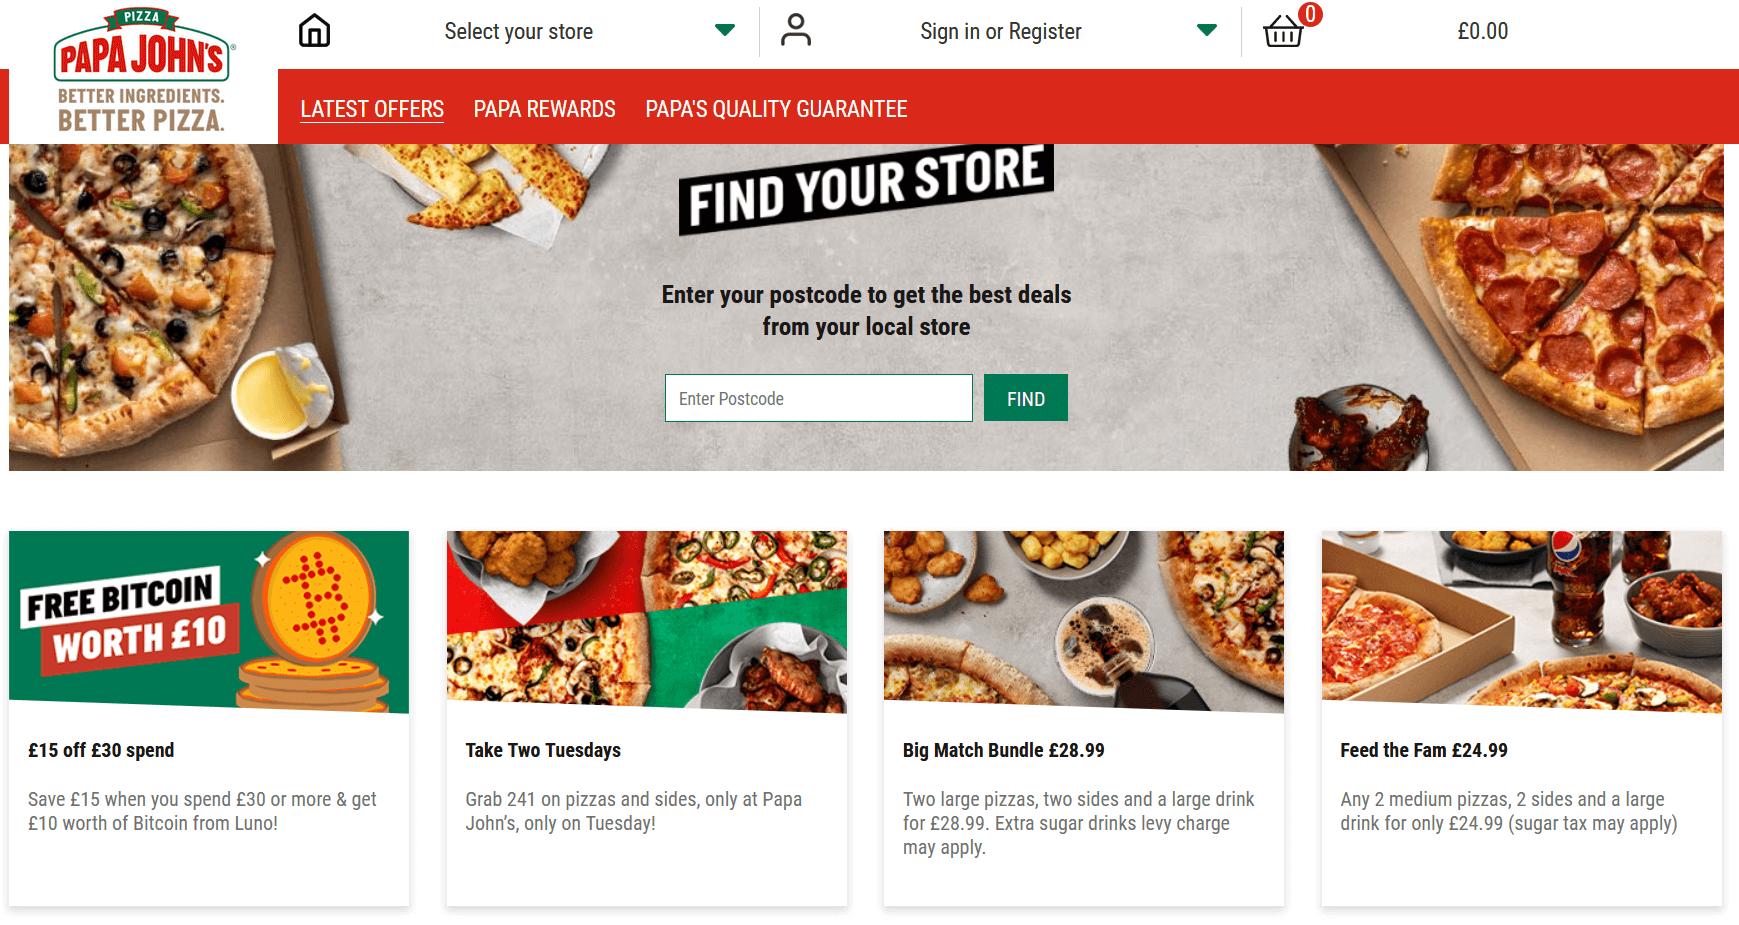 PIZZA
PAPA JOHN'S®
BETTER INGREDIENTS.
BETTER PIZZA.
Select your store
Sign in or Register
0
£0.00
LATEST OFFERS
PAPA REWARDS
PAPA'S QUALITY GUARANTEE
FIND YOUR STORE
Enter your postcode to get the best deals
from your local store
Enter Postcode
FIND
FREE BITCOIN
WORTH £10
£15 off £30 spend
Save £15 when you spend £30 or more & get
£10 worth of Bitcoin from Luno!
Take Two Tuesdays
Grab 241 on pizzas and sides, only at Papa
John’s, only on Tuesday!
Big Match Bundle £28.99
Two large pizzas, two sides and a large drink
for £28.99. Extra sugar drinks levy charge
may apply.
Feed the Fam £24.99
Any 2 medium pizzas, 2 sides and a large
drink for only £24.99 (sugar tax may apply)